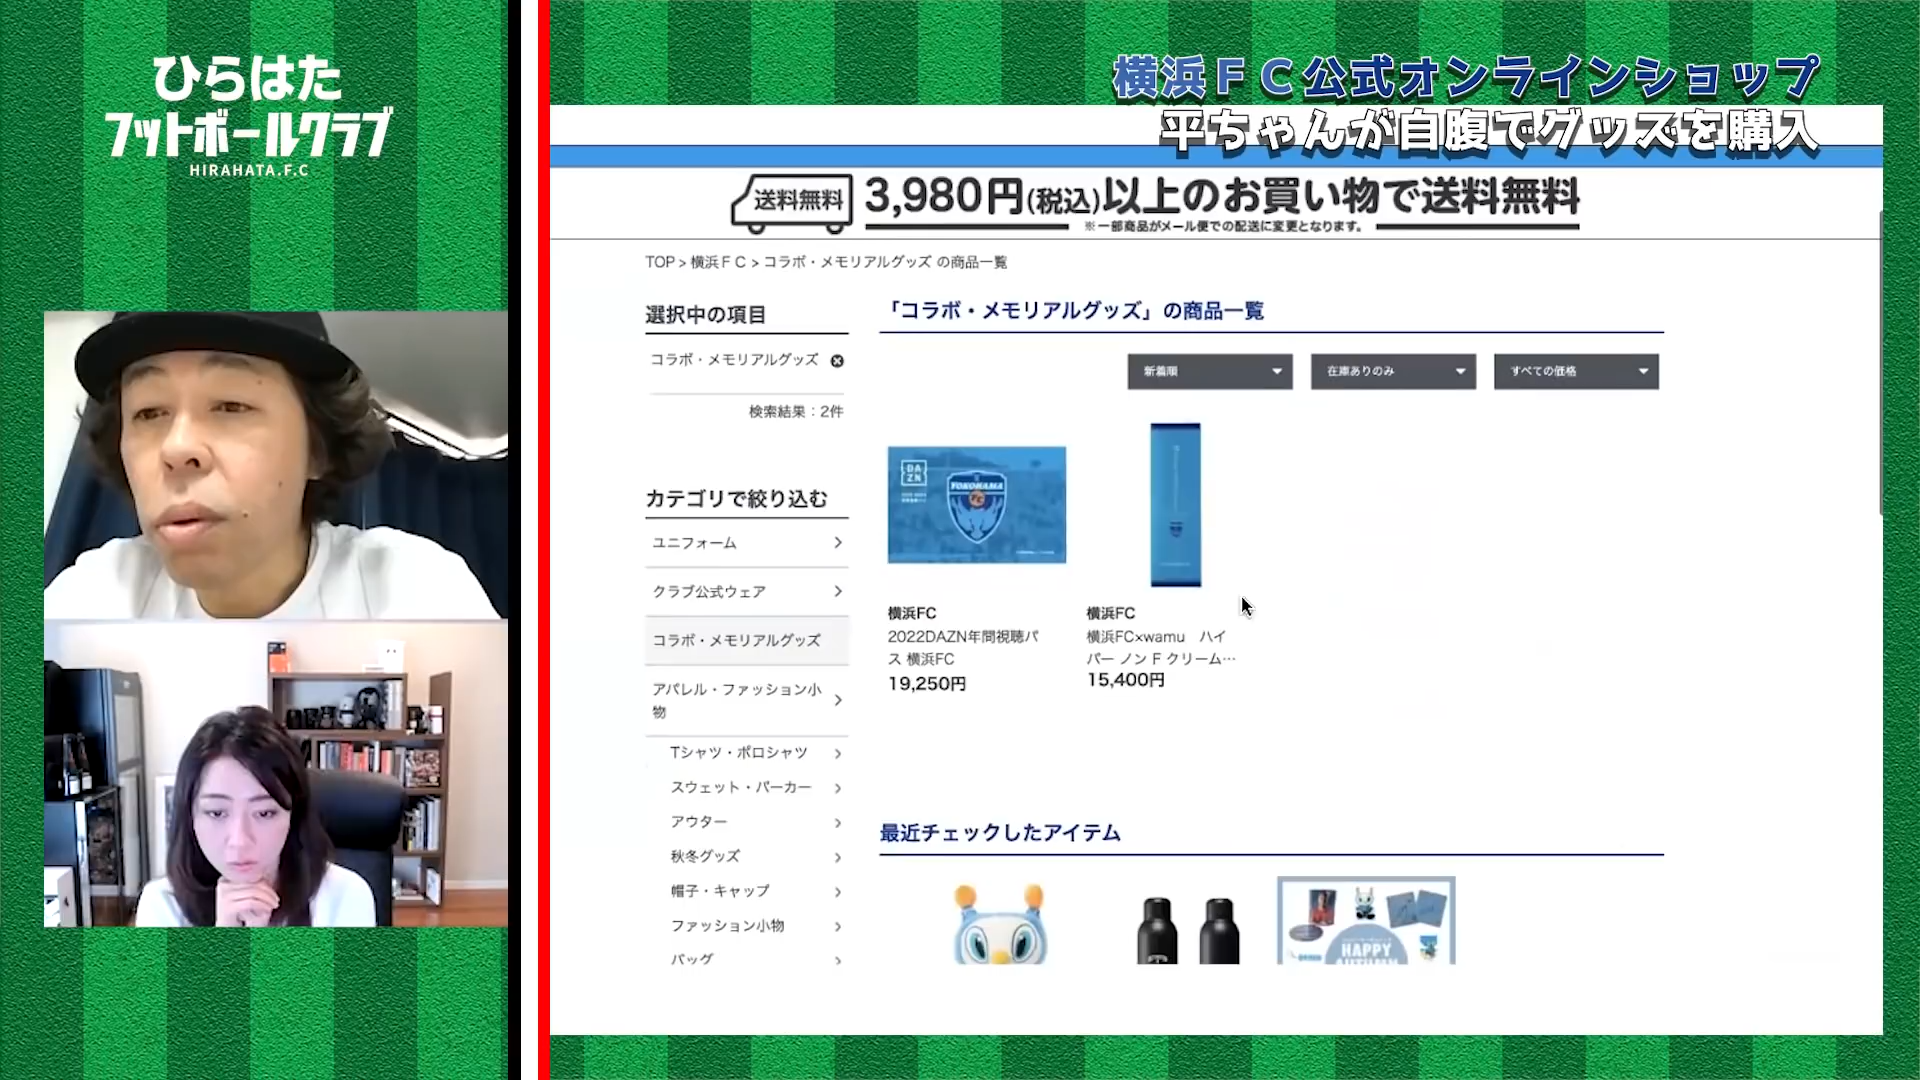 ひらはた
フットボールクラブ
HIRAHATA.F.C
横浜ＦＣ公式オンラインショップ
平ちゃんが自腹でグッズを購入
送料無料
3,980円(税込)以上のお買い物で送料無料
※一部商品がメール便での配送に変更となります。
TOP > 横浜ＦＣ > コラボ・メモリアルグッズ の商品一覧
選択中の項目
コラボ・メモリアルグッズ
検索結果：2件
カテゴリで絞り込む
ユニフォーム
クラブ公式ウェア
コラボ・メモリアルグッズ
アパレル・ファッション小
物
Tシャツ・ポロシャツ
スウェット・パーカー
アウター
秋冬グッズ
帽子・キャップ
ファッション小物
バッグ
「コラボ・メモリアルグッズ」の商品一覧
新着順
在庫ありのみ
すべての価格
DA
ZN
YOKOHAMA
FC
横浜FC
2022DAZN年間視聴パ
ス 横浜FC
19,250円
横浜FC
横浜FC×wamu　ハイ
パー ノン F クリーム…
15,400円
最近チェックしたアイテム
HAPPY
AUTUMN